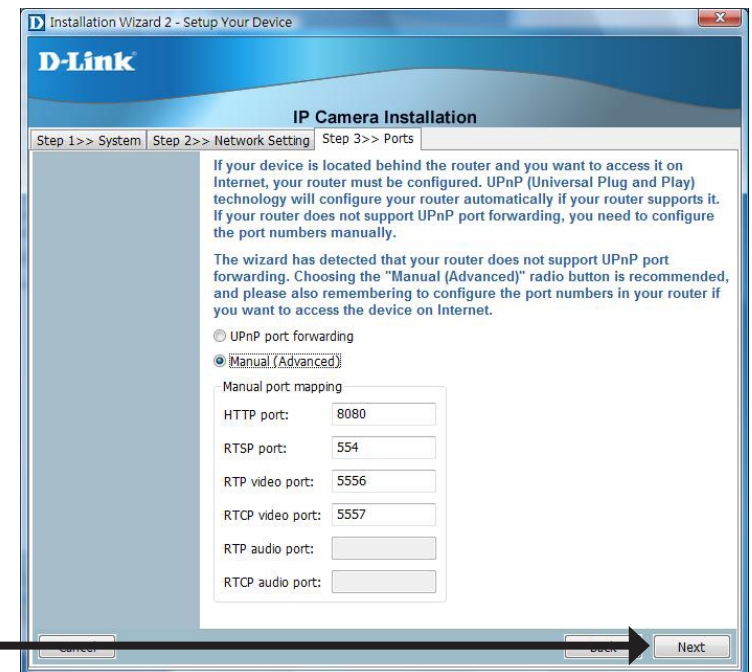 Installation Wizard 2 - Setup Your Device
D-Link
IP Camera Installation
Step 1>> System Step 2>> Network Setting Step 3>> Ports
If your device is located behind the router and you want to access it on
Internet, your router must be configured. UPnP (Universal Plug and Play)
technology will configure your router automatically if your router supports it.
If your router does not support UPnP port forwarding, you need to configure
the port numbers manually.
The wizard has detected that your router does not support UPnP port
forwarding. Choosing the "Manual (Advanced)" radio button is recommended,
and please also remembering to configure the port numbers in your router if
you want to access the device on Internet.
UPnP port forwarding
Manual (Advanced)
Manual port mapping
HTTP port: 8080
RTSP port: 554
RTP video port: 5556
RTCP video port: 5557
RTP audio port:
RTCP audio port:
Cancel Back Next